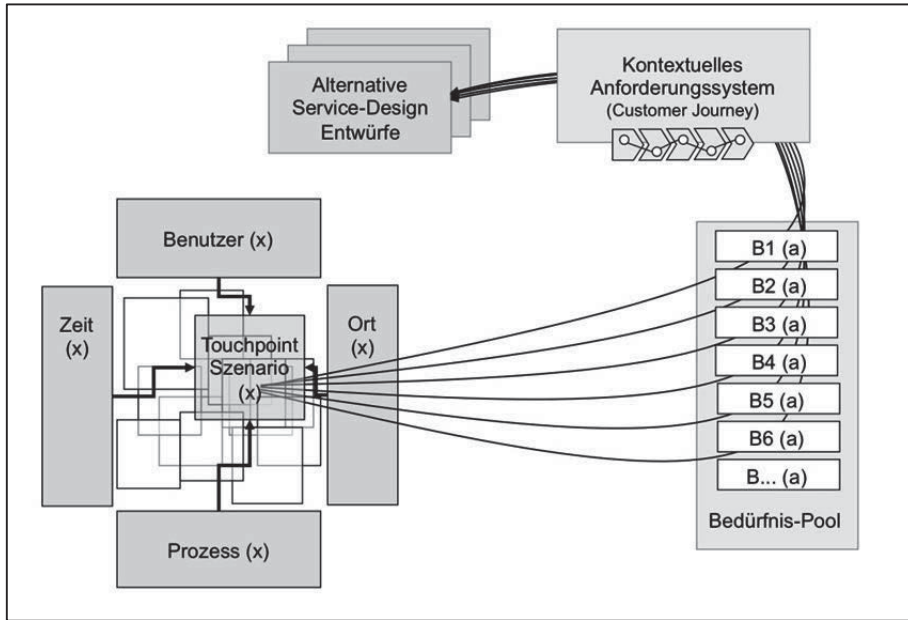 Alternative
Service-Design
Entwürfe
Kontextuelles
Anforderungssystem
(Customer Journey)
Benutzer (x)
Zeit
(x)
Touchpoint
Szenario
(x)
Ort
(x)
Prozess (x)
B1 (a)
B2 (a)
B3 (a)
B4 (a)
B5 (a)
B6 (a)
B... (a)
Bedürfnis-Pool